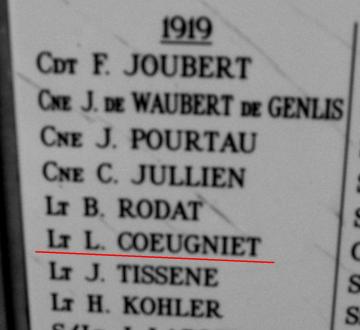 1919
CDT F. JOUBERT
CNE J. DE WAUBERT DE GENLIS
CNE J. POURTAU
CNE C. JULLIEN
LT B. RODAT
LT L. COEUGNIET
LT J. TISSENE
LT H. KOHLER